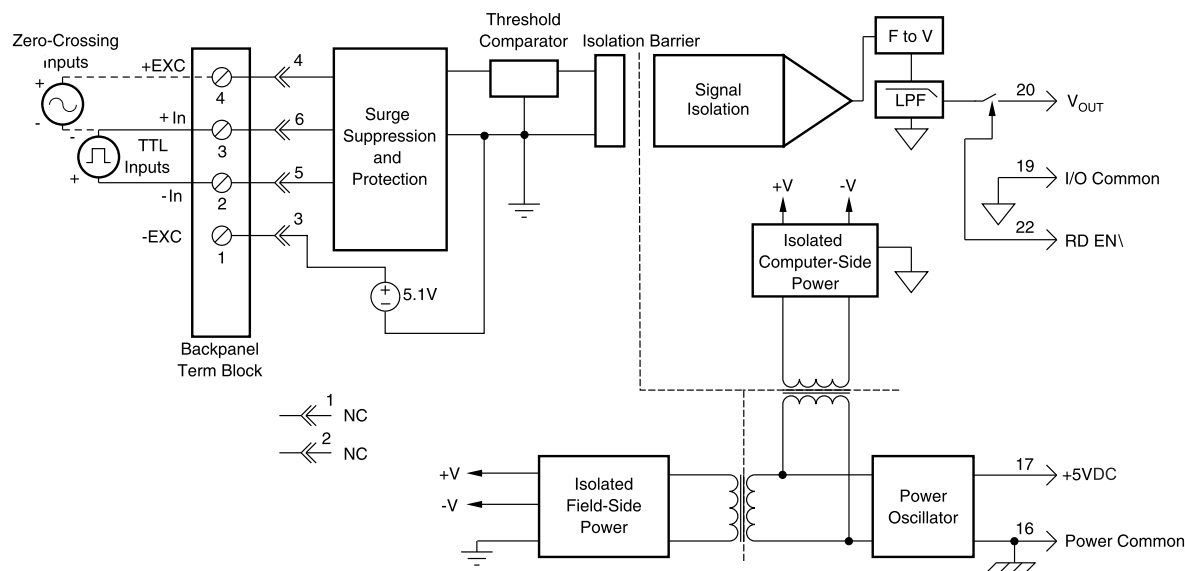 Zero-Crossing
Inputs
+
-
+EXC
4
4
+ In
3
6
-
TTL
Inputs
+
-In
2
5
-EXC
1
3
Backpanel
Term Block
Surge
Suppression
and
Protection
+
−
5.1V
Threshold
Comparator
Isolation Barrier
Signal
Isolation
F to V
LPF
20
VOUT
19
I/O Common
22
RD EN\
+V
-V
Isolated
Computer-Side
Power
1
NC
2
NC
+V
-V
Isolated
Field-Side
Power
Power
Oscillator
17
+5VDC
16
Power Common